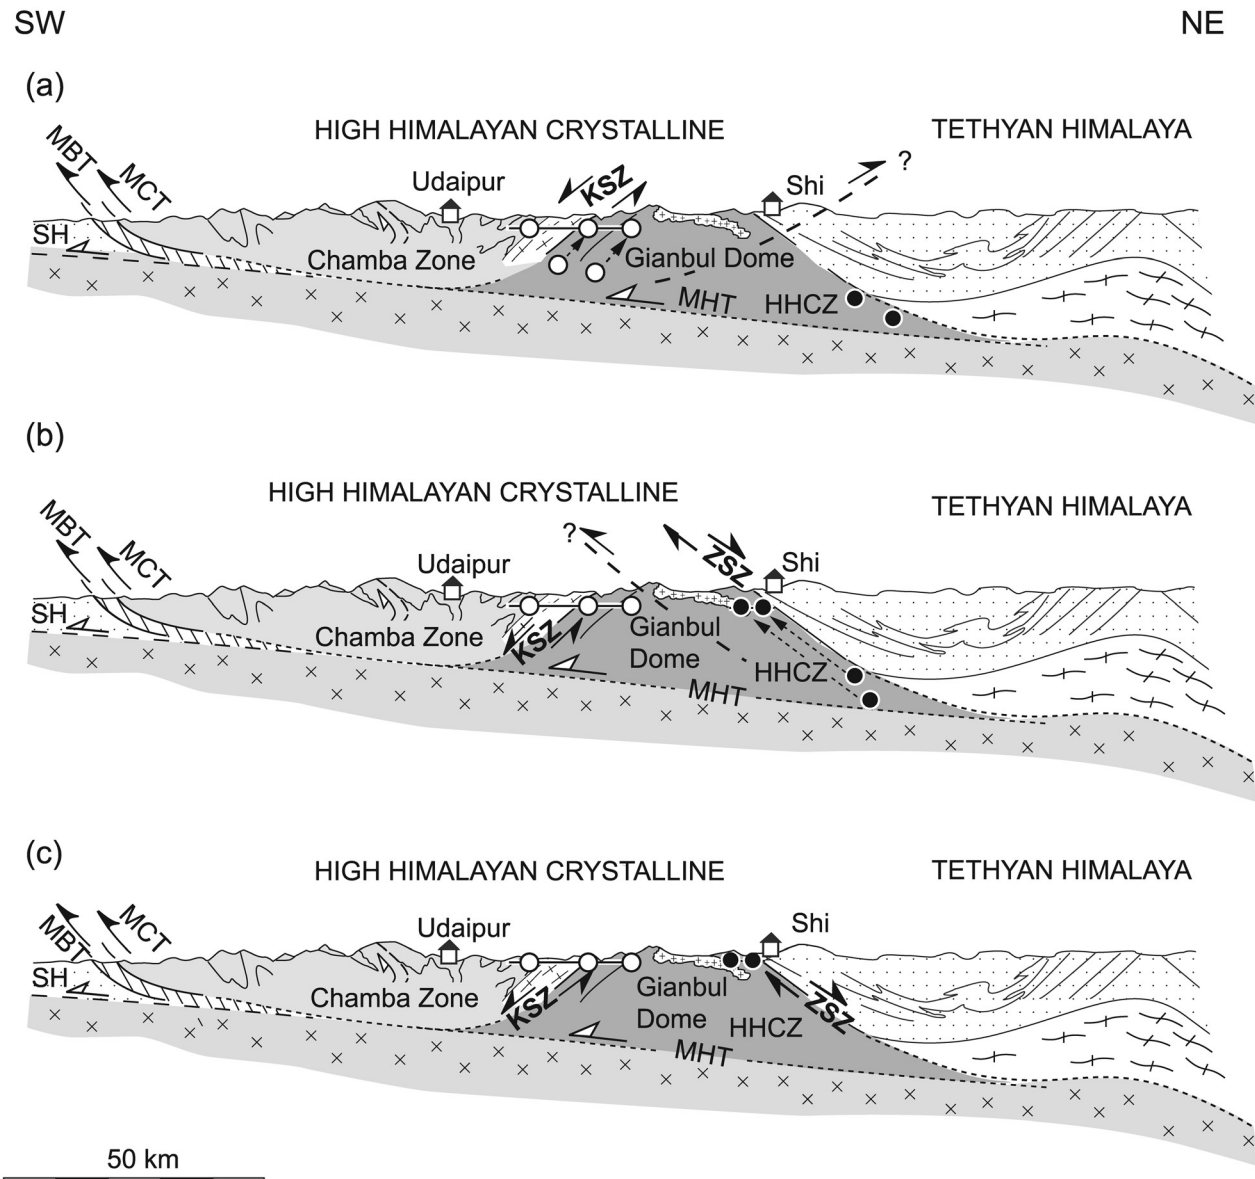 SW
NE
(a)
HIGH HIMALAYAN CRYSTALLINE
TETHYAN HIMALAYA
MBT
MCT
Udaipur
KSZ
?
Shi
SH
Chamba Zone
Gianbul Dome
MHT
HHCZ
(b)
HIGH HIMALAYAN CRYSTALLINE
TETHYAN HIMALAYA
MBT
MCT
Udaipur
?
ZSZ
Shi
SH
Chamba Zone
KSZ
Gianbul
Dome
HHCZ
MHT
(c)
HIGH HIMALAYAN CRYSTALLINE
TETHYAN HIMALAYA
MBT
MCT
Udaipur
Shi
SH
Chamba Zone
KSZ
Gianbul
Dome
HHCZ
ZSZ
MHT
50 km